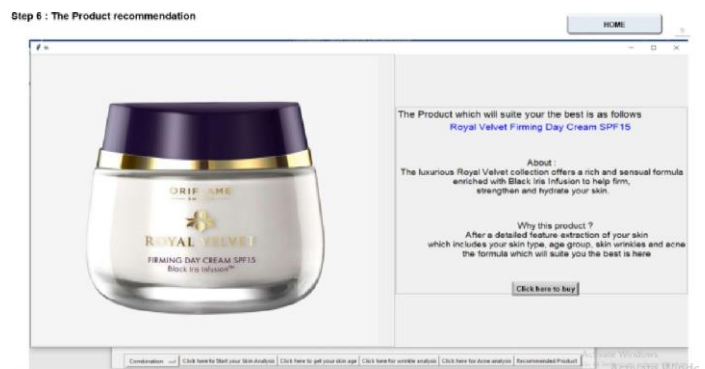 Step 6 : The Product recommendation
HOME
ORIFLAME
SWEDEN
ROYAL VELVET
FIRMING DAY CREAM SPF15
Black Iris Infusion™
The Product which will suite your the best is as follows
Royal Velvet Firming Day Cream SPF15
About :
The luxurious Royal Velvet collection offers a rich and sensual formula
enriched with Black Iris Infusion to help firm,
strengthen and hydrate your skin.
Why this product ?
After a detailed feature extraction of your skin
which includes your skin type, age group, skin wrinkles and acne
the formula which will suite you the best is here
Click here to buy
Combination Click here to Start your Skin Analysis Click here to get your skin age Click here for wrinkle analysis Click here for Acne analysis Recommended Product
Activate Windows